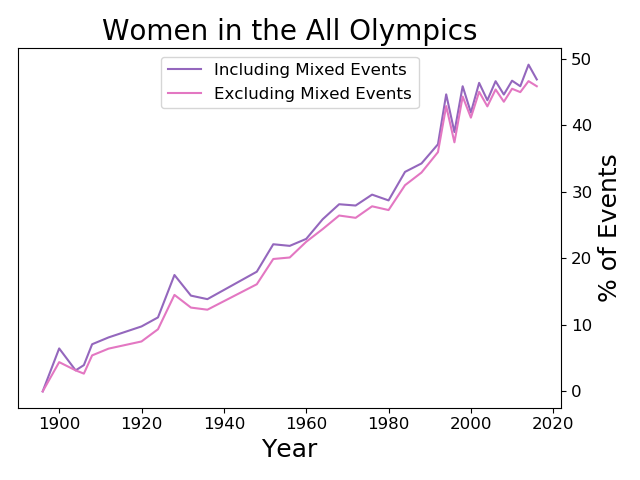 Women in the All Olympics
Including Mixed Events
Excluding Mixed Events
50
40
30
20
10
0
% of Events
1900 1920 1940 1960 1980 2000 2020
Year